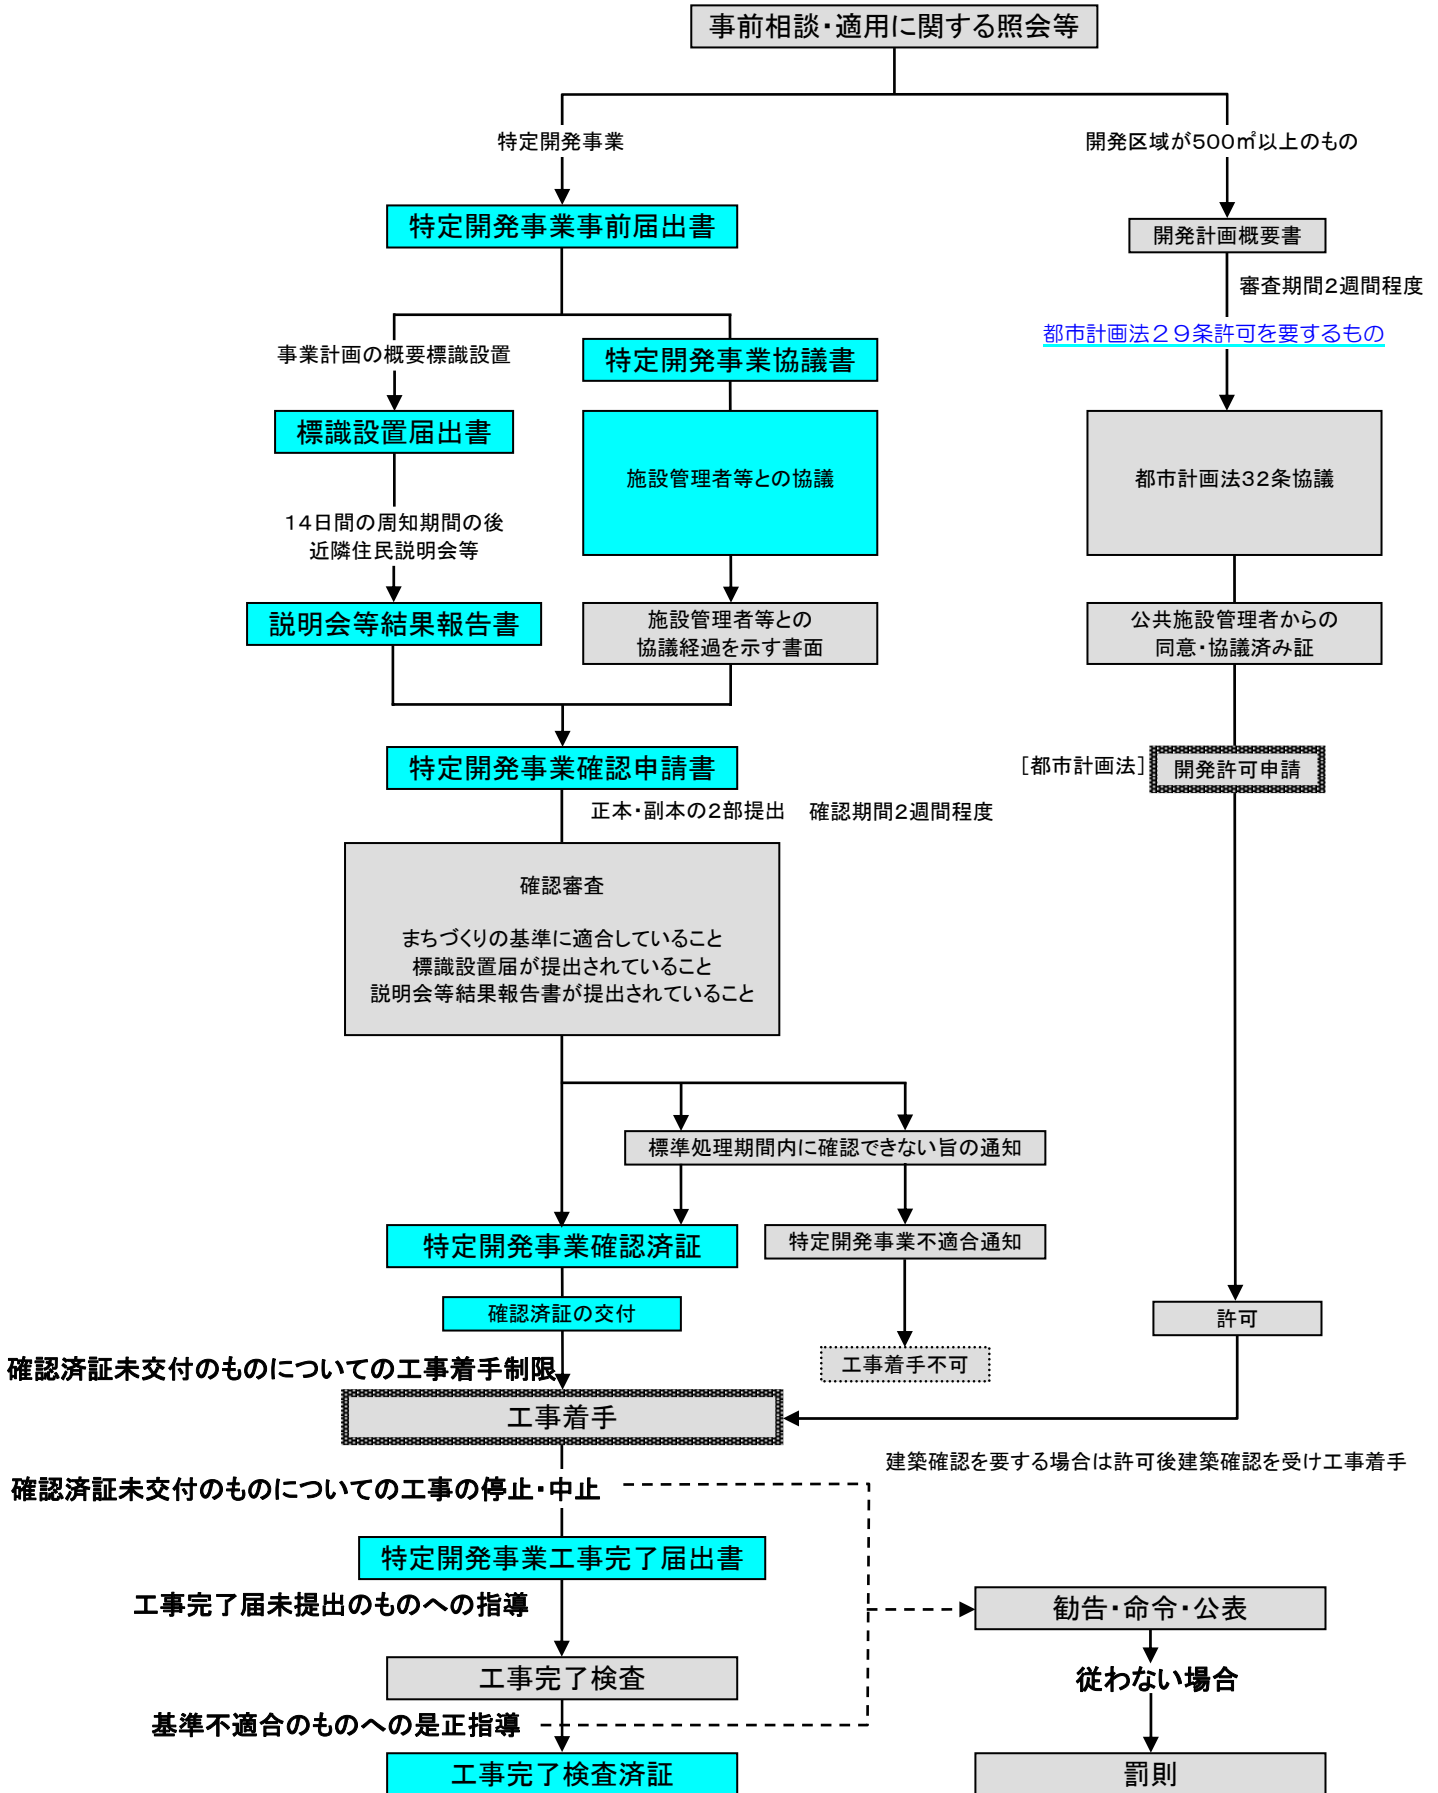 事前相談・適用に関する照会等
特定開発事業
開発区域が500㎡以上のもの
特定開発事業事前届出書
開発計画概要書
審査期間2週間程度
都市計画法29条許可を要するもの
事業計画の概要標識設置
特定開発事業協議書
標識設置届出書
施設管理者等との協議
都市計画法32条協議
14日間の周知期間の後
近隣住民説明会等
説明会等結果報告書
施設管理者等との
協議経過を示す書面
公共施設管理者からの
同意・協議済み証
特定開発事業確認申請書
[都市計画法]
開発許可申請
正本・副本の2部提出　確認期間2週間程度
確認審査
まちづくりの基準に適合していること
標識設置届が提出されていること
説明会等結果報告書が提出されていること
標準処理期間内に確認できない旨の通知
特定開発事業確認済証
特定開発事業不適合通知
確認済証の交付
許可
確認済証未交付のものについての工事着手制限
工事着手不可
工事着手
建築確認を要する場合は許可後建築確認を受け工事着手
確認済証未交付のものについての工事の停止・中止
特定開発事業工事完了届出書
工事完了届未提出のものへの指導
勧告・命令・公表
工事完了検査
従わない場合
基準不適合のものへの是正指導
工事完了検査済証
罰則